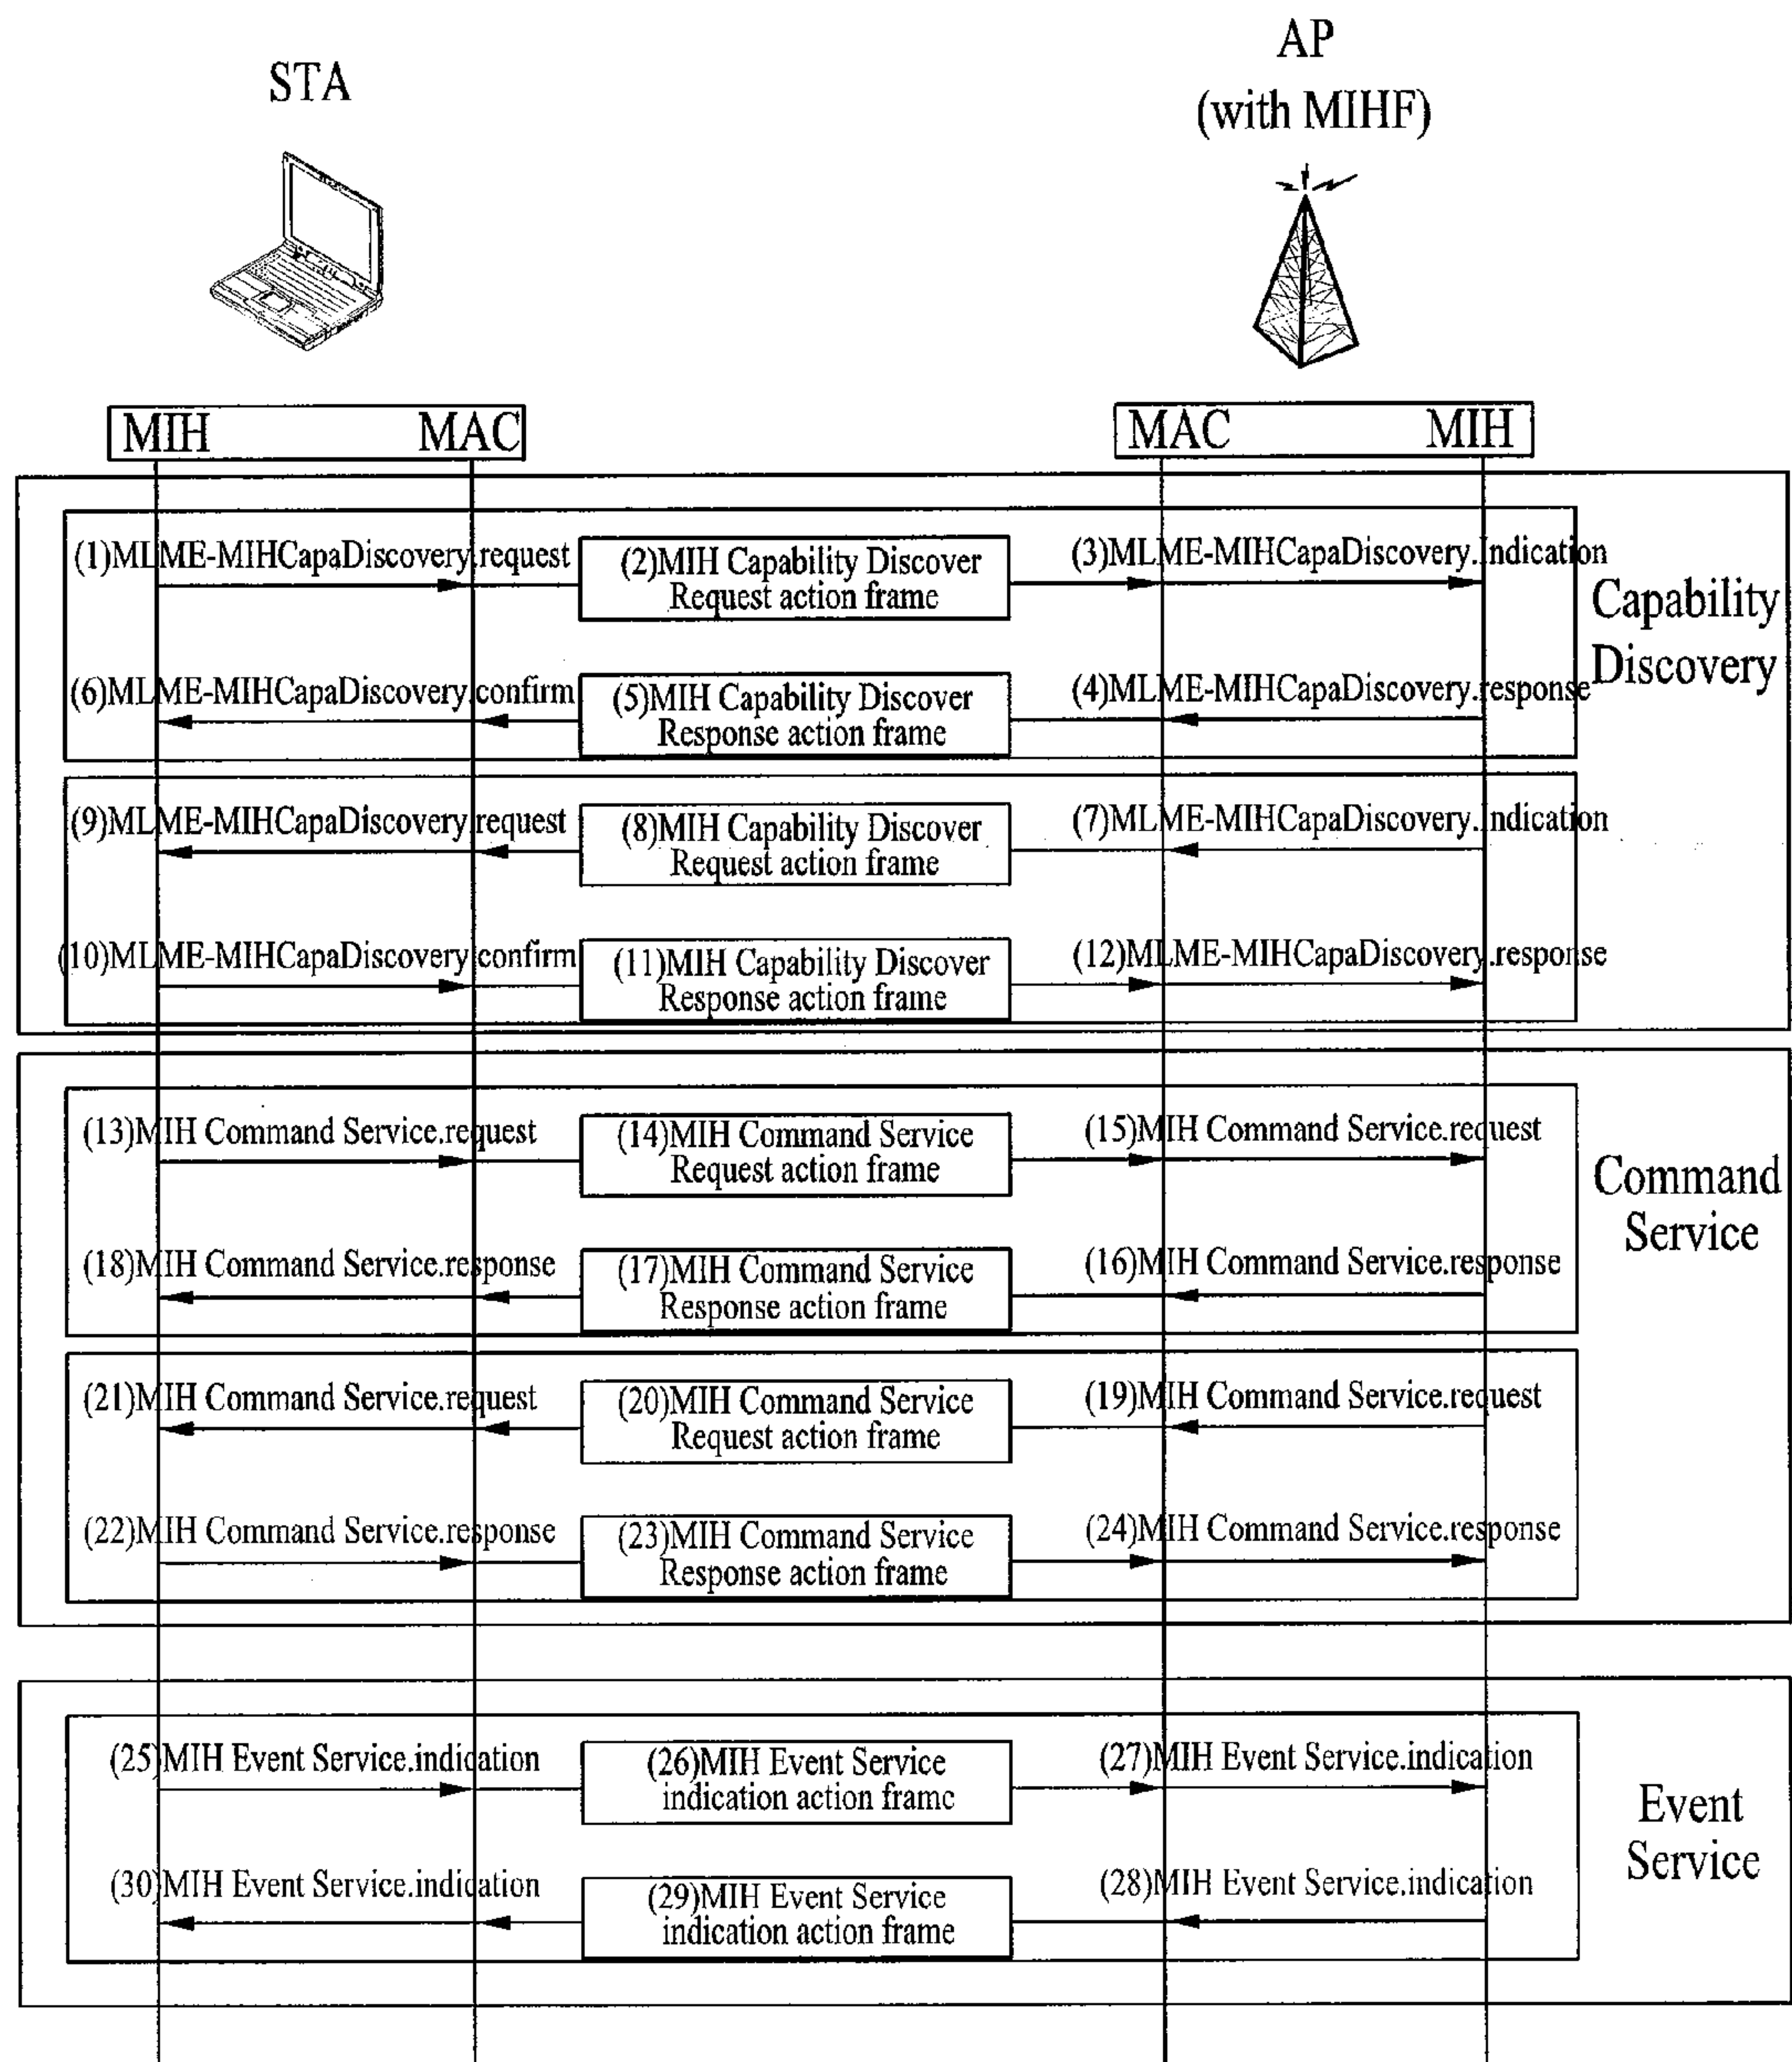 STA
AP
(with MIHF)
MIH
MAC
MAC
MIH
(1)MLME-MIHCapaDiscovery.request
(2)MIH Capability Discover
Request action frame
(3)MLME-MIHCapaDiscovery.Indication
Capability
Discovery
(6)MLME-MIHCapaDiscovery.confirm
(5)MIH Capability Discover
Response action frame
(4)MLME-MIHCapaDiscovery.response
(9)MLME-MIHCapaDiscovery.request
(8)MIH Capability Discover
Request action frame
(7)MLME-MIHCapaDiscovery.Indication
(10)MLME-MIHCapaDiscovery.confirm
(11)MIH Capability Discover
Response action frame
(12)MLME-MIHCapaDiscovery.response
(13)MIH Command Service.request
(14)MIH Command Service
Request action frame
(15)MIH Command Service.request
Command
Service
(18)MIH Command Service.response
(17)MIH Command Service
Response action frame
(16)MIH Command Service.response
(21)MIH Command Service.request
(20)MIH Command Service
Request action frame
(19)MIH Command Service.request
(22)MIH Command Service.response
(23)MIH Command Service
Response action frame
(24)MIH Command Service.response
(25)MIH Event Service.indication
(26)MIH Event Service
indication action frame
(27)MIH Event Service.indication
Event
Service
(30)MIH Event Service.indication
(29)MIH Event Service
indication action frame
(28)MIH Event Service.indication